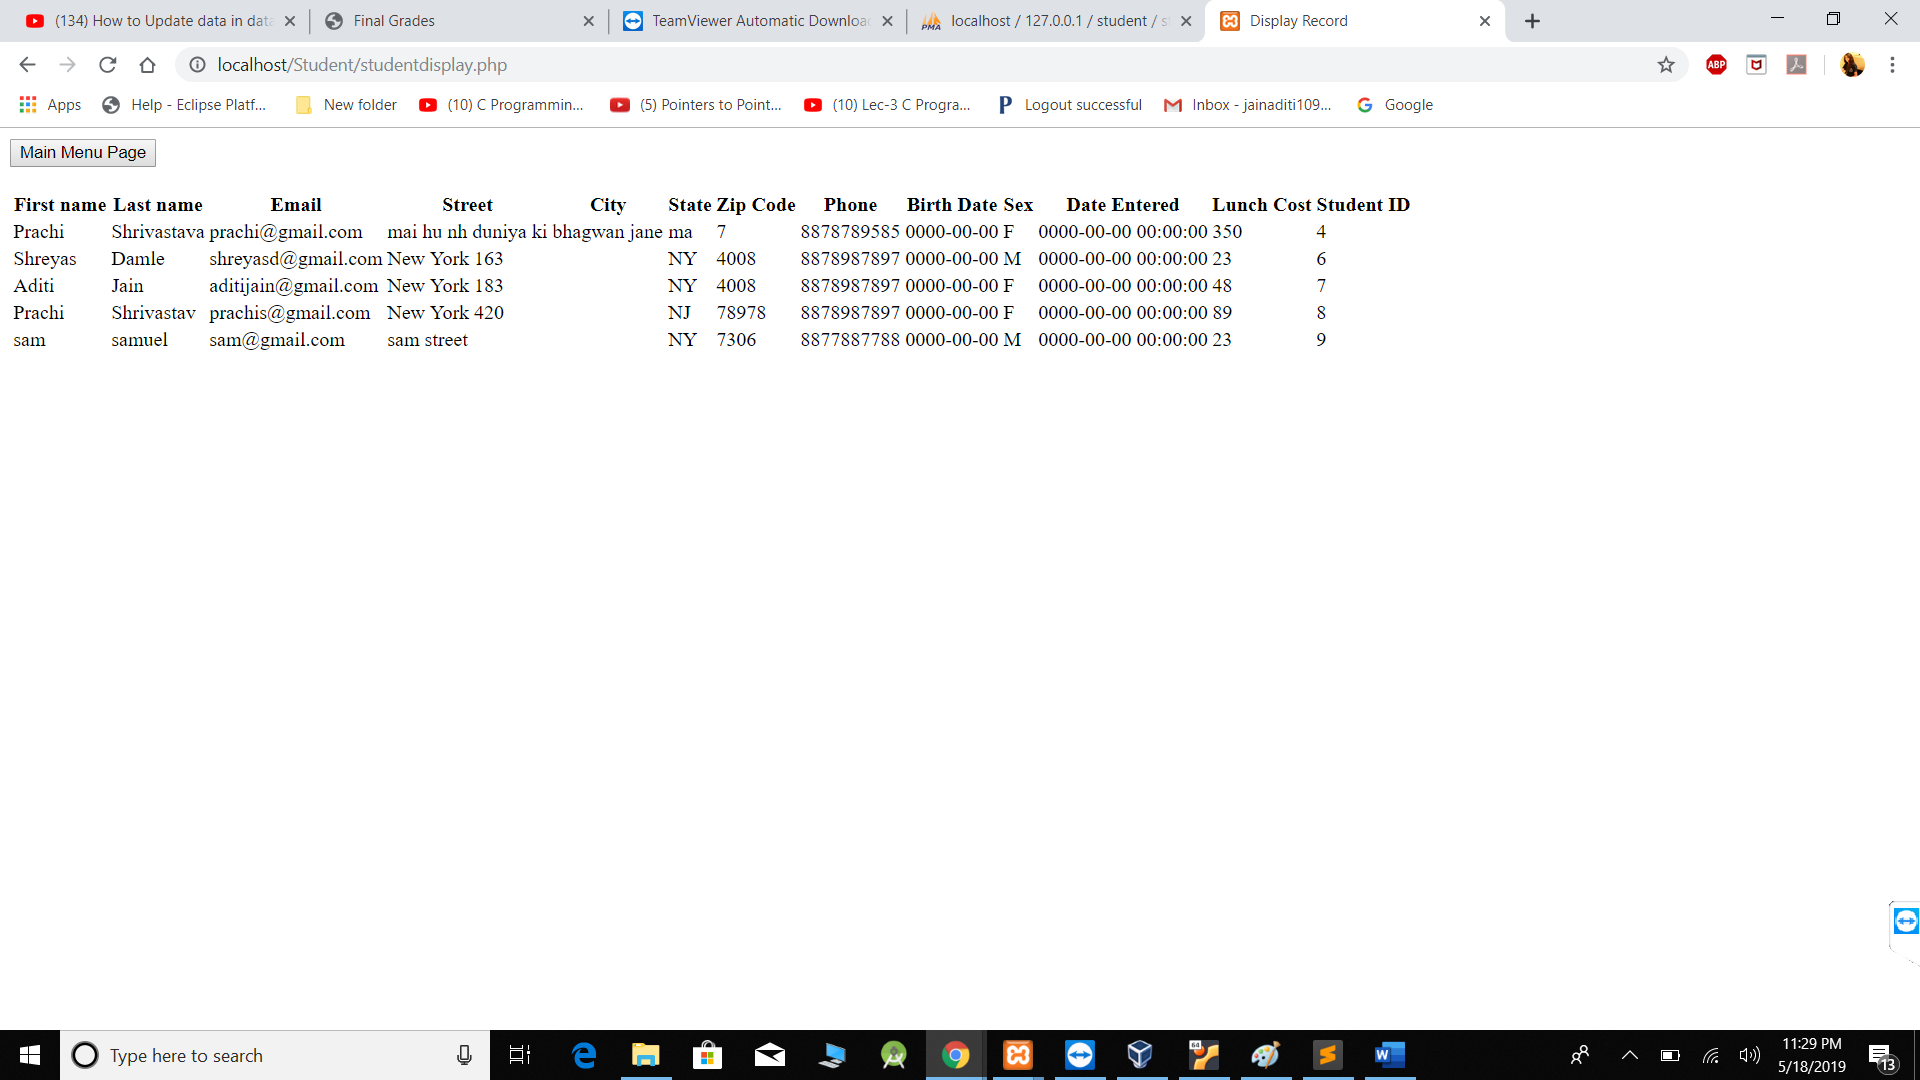 (134) How to Update data in data Final Grades TeamViewer Automatic Downloa localhost / 127.0.0.1 / student / s Display Record
localhost/Student/studentdisplay.php ABP
Apps Help - Eclipse Platf... New folder (10) C Programmin... (5) Pointers to Point... (10) Lec-3 C Progra... Logout successful Inbox - jainaditi109... Google
Main Menu Page
First name Last name Email Street City State Zip Code Phone Birth Date Sex Date Entered Lunch Cost Student ID
Prachi Shrivastava prachi@gmail.com mai hu nh duniya ki bhagwan jane ma 7 8878789585 0000-00-00 F 0000-00-00 00:00:00 350 4
Shreyas Damle shreyasd@gmail.com New York 163 NY 4008 8878987897 0000-00-00 M 0000-00-00 00:00:00 23 6
Aditi Jain aditijain@gmail.com New York 183 NY 4008 8878987897 0000-00-00 F 0000-00-00 00:00:00 48 7
Prachi Shrivastav prachis@gmail.com New York 420 NJ 78978 8878987897 0000-00-00 F 0000-00-00 00:00:00 89 8
sam samuel sam@gmail.com sam street NY 7306 8877887788 0000-00-00 M 0000-00-00 00:00:00 23 9
Type here to search
11:29 PM
5/18/2019
13